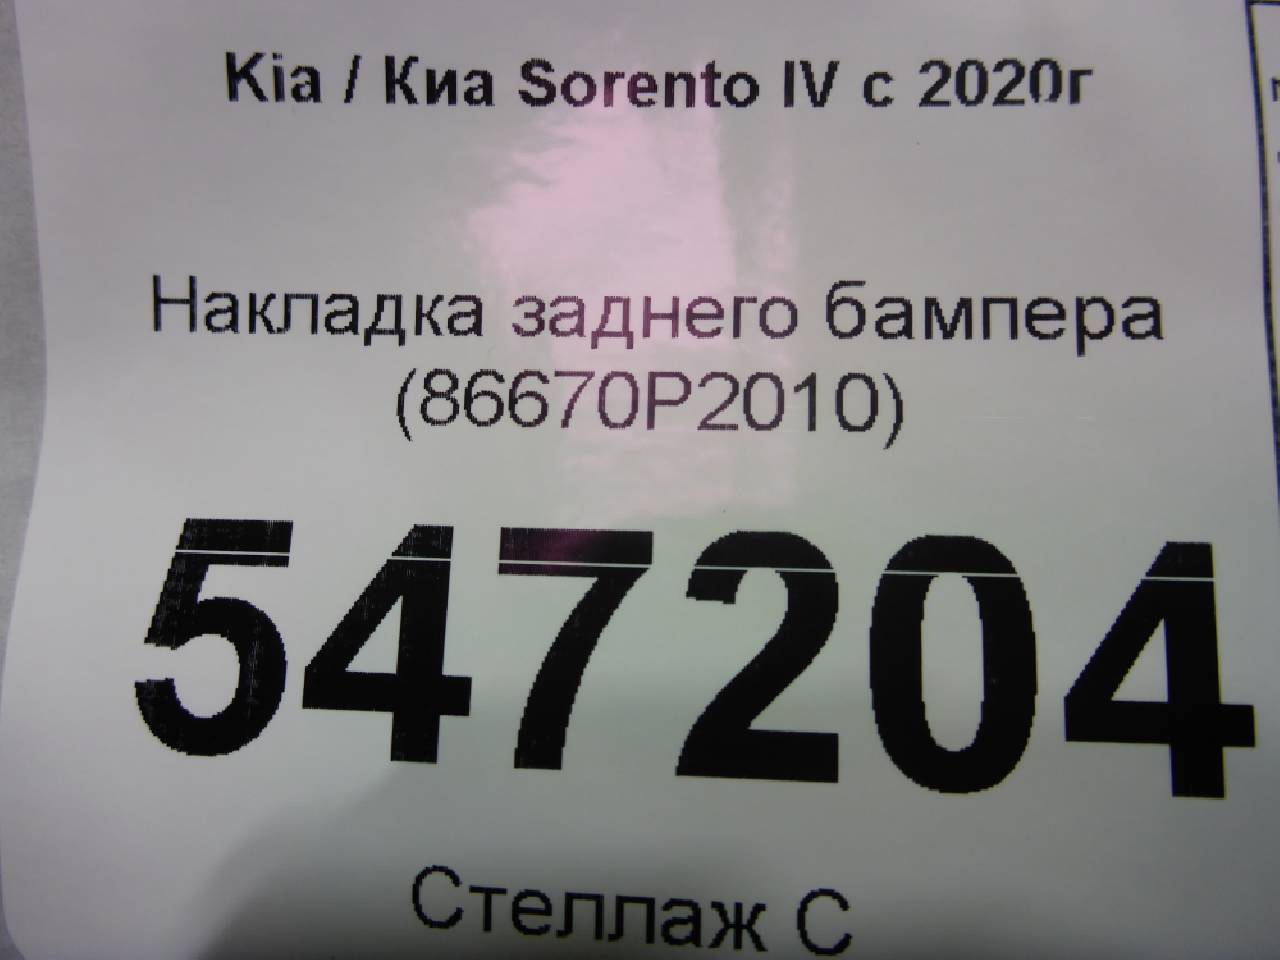 Kia / Киа Sorento IV с 2020г
Накладка заднего бампера
(86670P2010)
547204
Стеллаж С